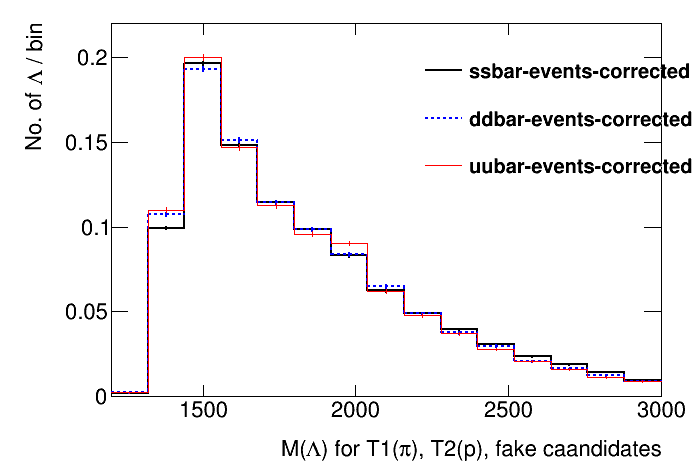 No. of Λ / bin
0.2
0.15
0.1
0.05
0
1500
2000
2500
3000
ssbar-events-corrected
ddbar-events-corrected
uubar-events-corrected
M(Λ) for T1(π), T2(p), fake caandidates